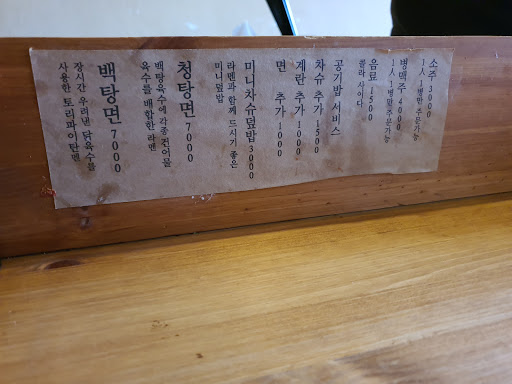 소주 3000
1人 1병만 주문가능
병맥주 4000
1人 1병만 주문가능
음료 1500
콜라 사이다
공기밥 서비스
차슈 추가 1500
계란 추가 1000
면 추가 1000
미니차슈덮밥 3000
라멘과 함께 드시기 좋은
미니덮밥
청탕면 7000
백탕육수에 각종 건어물
육수를 배합한 라멘
백탕면 7000
장시간 우려낸 닭육수를
사용한 토리파이탄멘